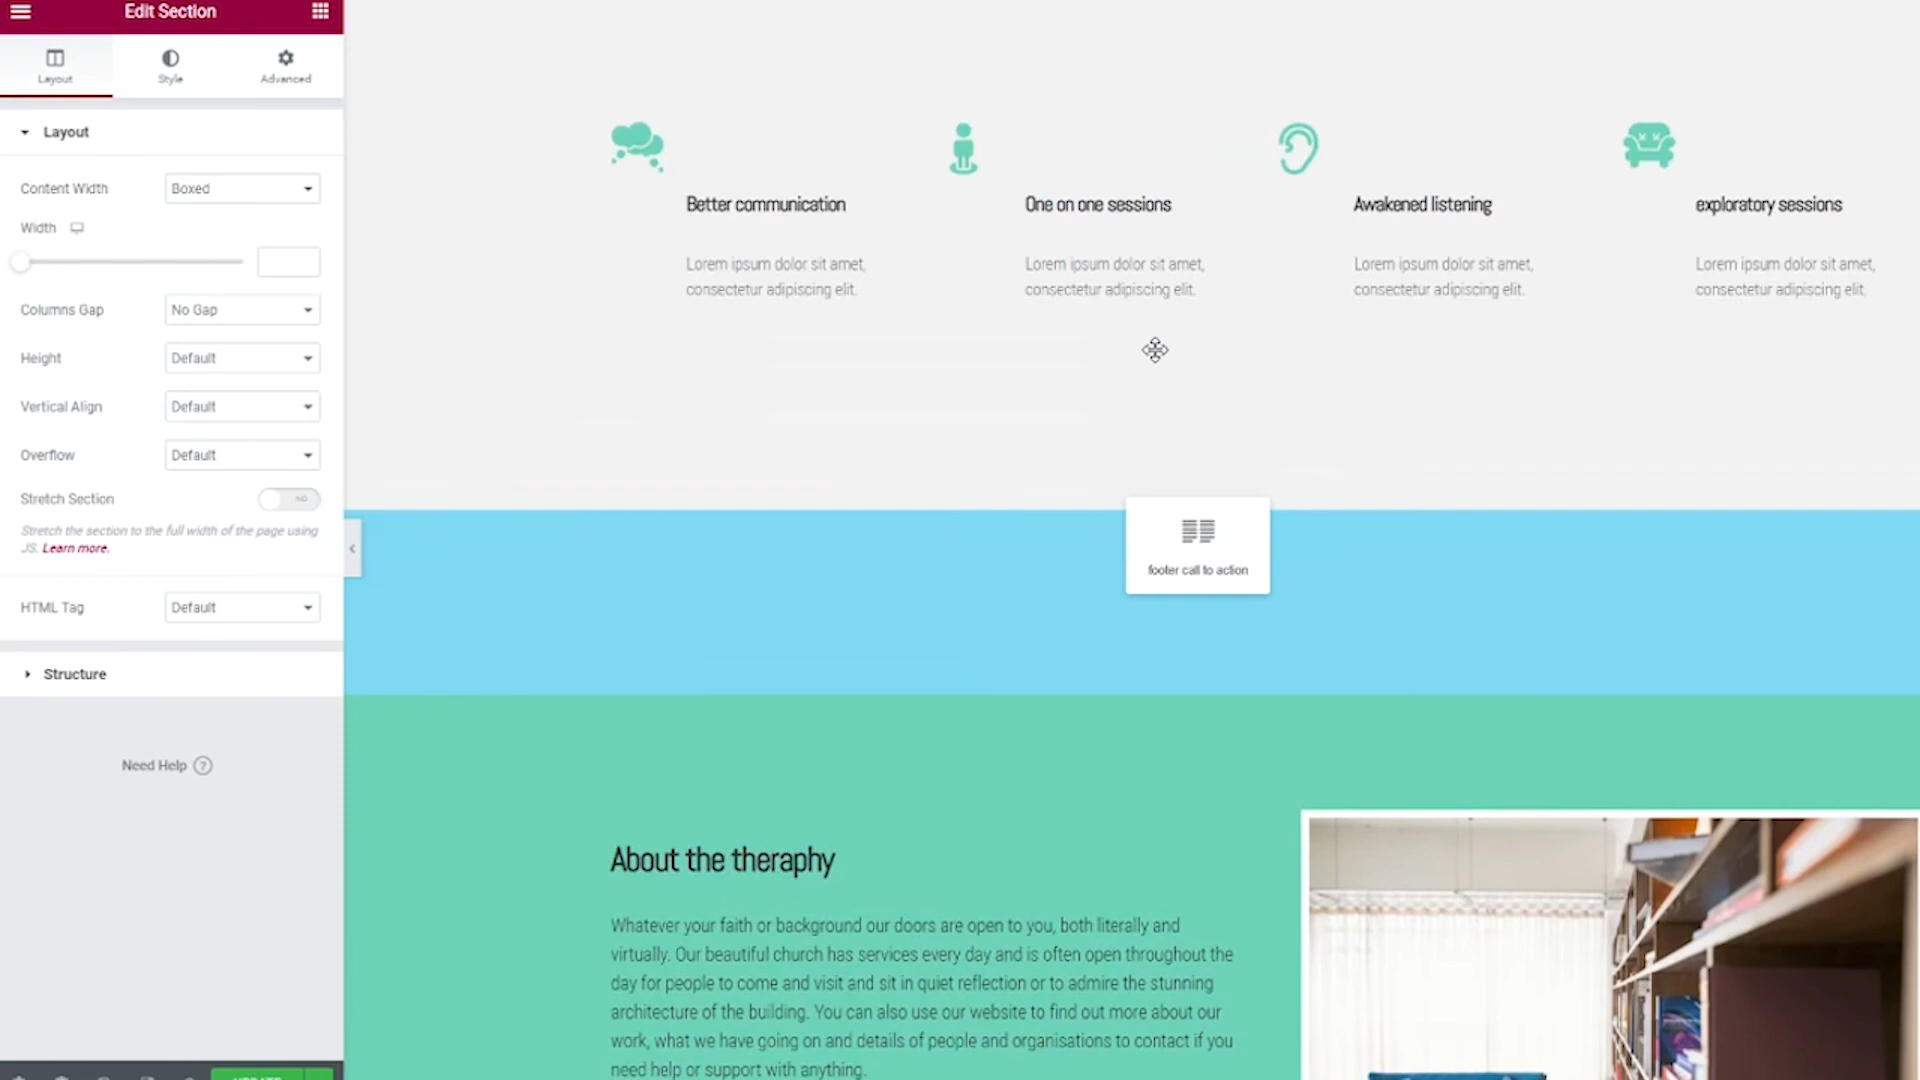 Edit Section
Layout
Style
Advanced
Layout
Content Width
Boxed
Width
Columns Gap
No Gap
Height
Default
Vertical Align
Default
Overflow
Default
Stretch Section
NO
Stretch the section to the full width of the page using
JS. Learn more.
HTML Tag
Default
Structure
Need Help ?
UPDATE
Better communication
One on one sessions
Awakened listening
exploratory sessions
Lorem ipsum dolor sit amet,
consectetur adipiscing elit.
Lorem ipsum dolor sit amet,
consectetur adipiscing elit.
Lorem ipsum dolor sit amet,
consectetur adipiscing elit.
Lorem ipsum dolor sit amet,
consectetur adipiscing elit.
footer call to action
About the theraphy
Whatever your faith or background our doors are open to you, both literally and
virtually. Our beautiful church has services every day and is often open throughout the
day for people to come and visit and sit in quiet reflection or to admire the stunning
architecture of the building. You can also use our website to find out more about our
work, what we have going on and details of people and organisations to contact if you
need help or support with anything.